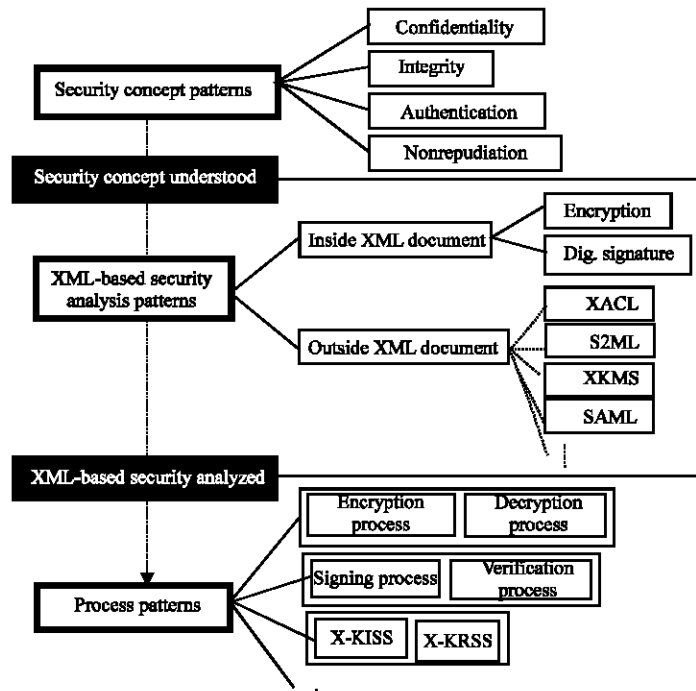 Confidentiality
Integrity
Security concept patterns
Authentication
Nonrepudiation
Security concept understood
Encryption
Inside XML document
Dig. signature
XML-based security
analysis patterns
XACL
Outside XML document
S2ML
XKMS
SAML
XML-based security analyzed
Encryption
process
Decryption
process
Signing process
Verification
process
Process patterns
X-KISS
X-KRSS